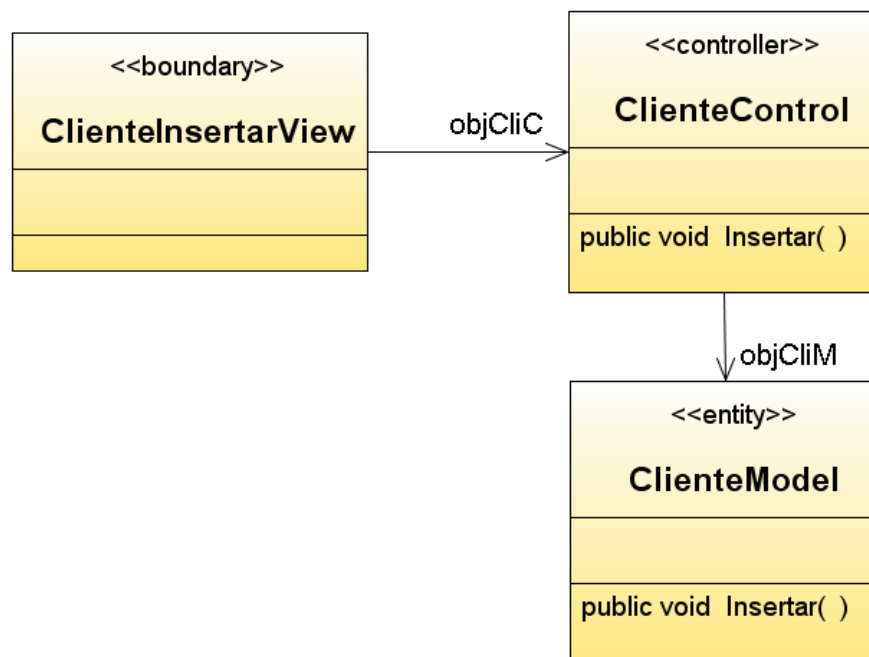 <<boundary>>
ClienteInsertarView
objCliC
<<controller>>
ClienteControl
public void Insertar( )
objCliM
<<entity>>
ClienteModel
public void Insertar( )